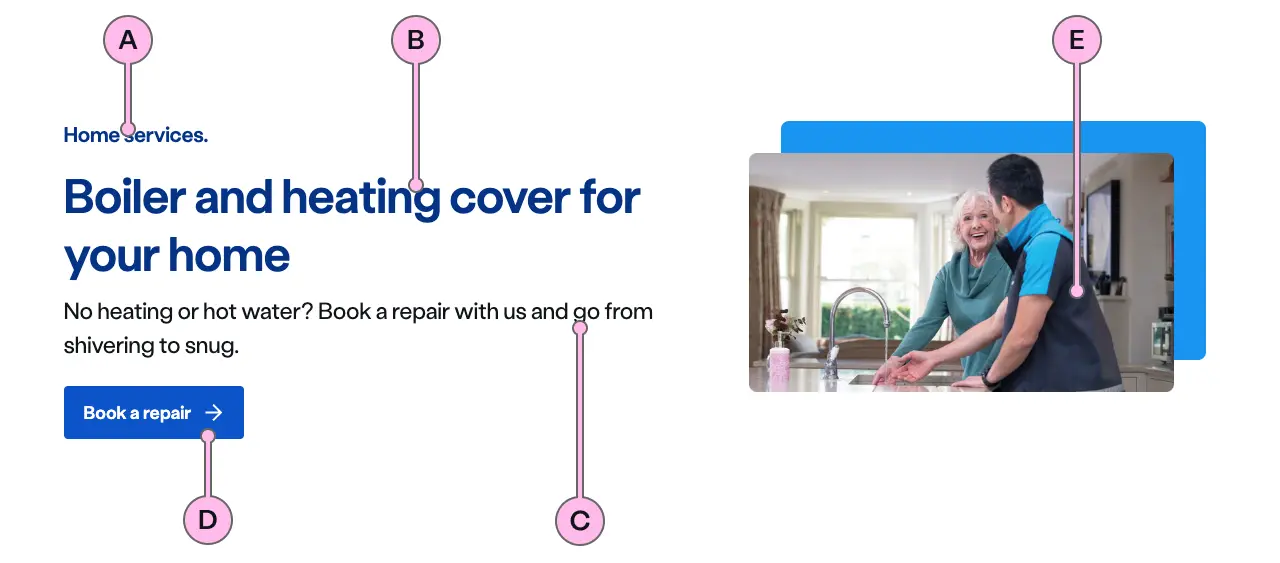 A
B
E
Home services.
Boiler and heating cover for
your home
No heating or hot water? Book a repair with us and go from
shivering to snug.
Book a repair →
D
C